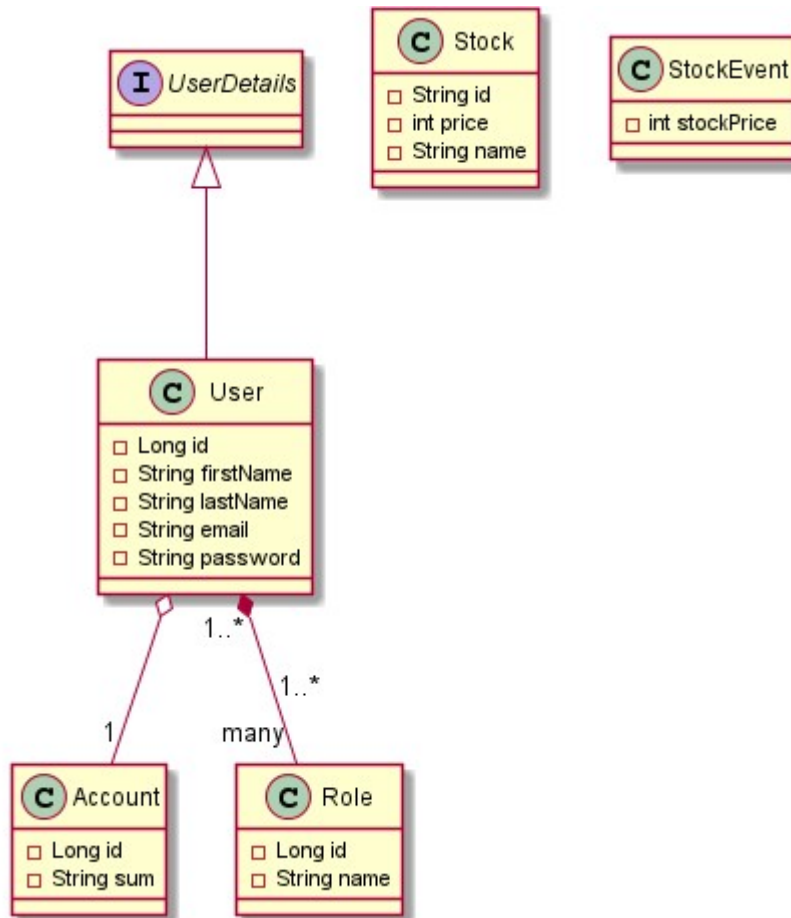 I UserDetails
C Stock
String id
int price
String name
C StockEvent
int stockPrice
C User
Long id
String firstName
String lastName
String email
String password
1..*
1..*
1
many
C Account
Long id
String sum
C Role
Long id
String name